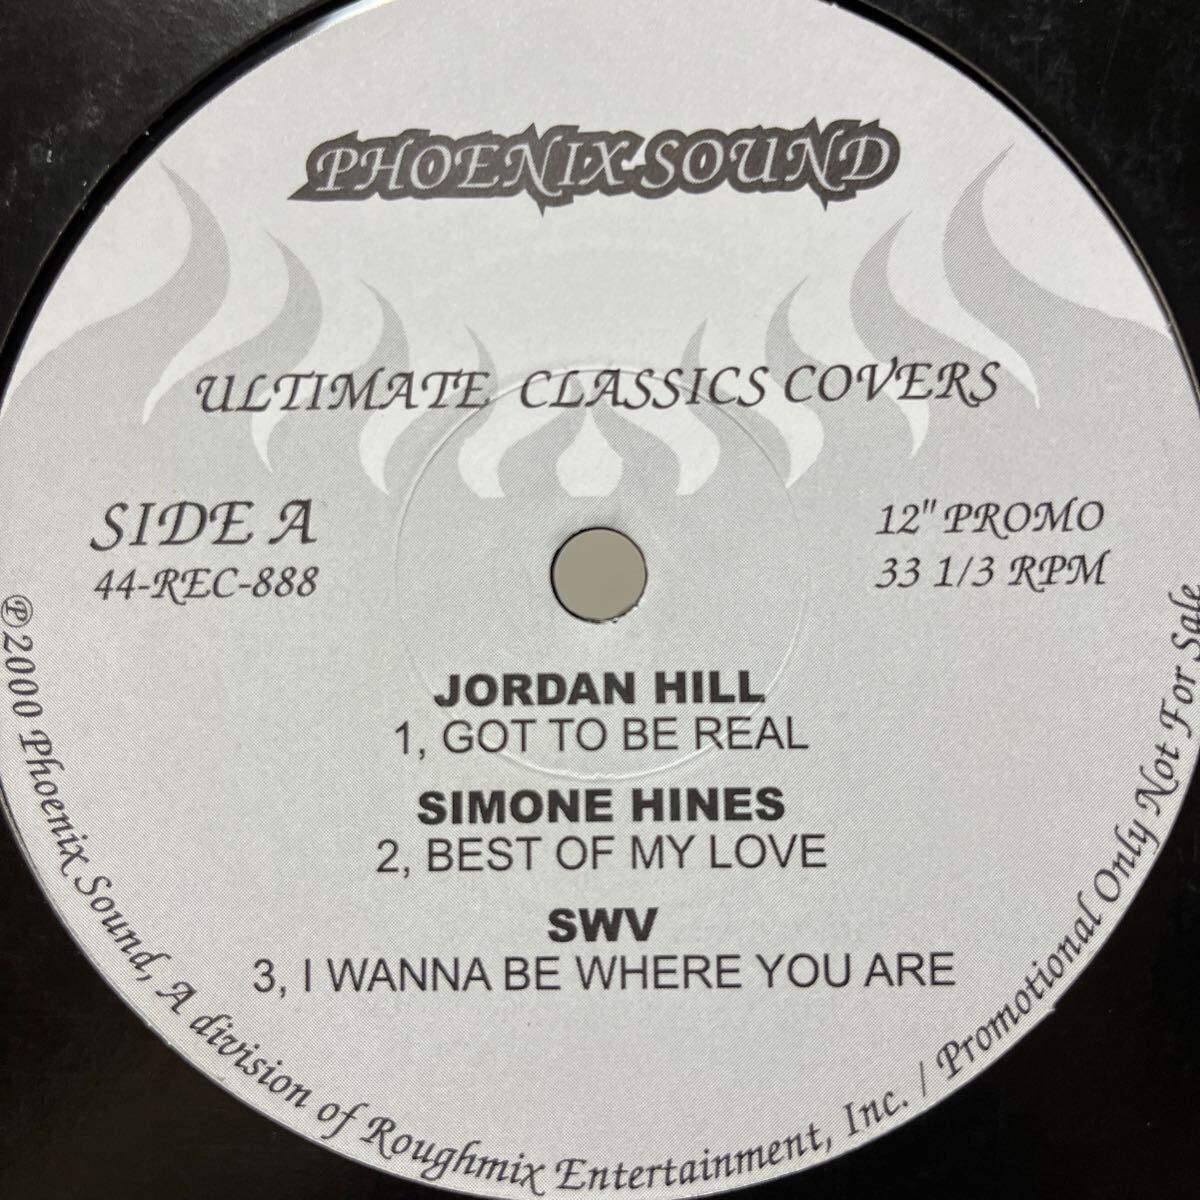 PHOENIX SOUND
ULTIMATE CLASSICS COVERS
SIDE A
44-REC-888
12" PROMO
33 1/3 RPM
JORDAN HILL
1, GOT TO BE REAL
SIMONE HINES
2, BEST OF MY LOVE
SWV
3, I WANNA BE WHERE YOU ARE
℗2000 Phoenix Sound, A division of Roughmix Entertainment, Inc. / Promotional Only Not For Sale